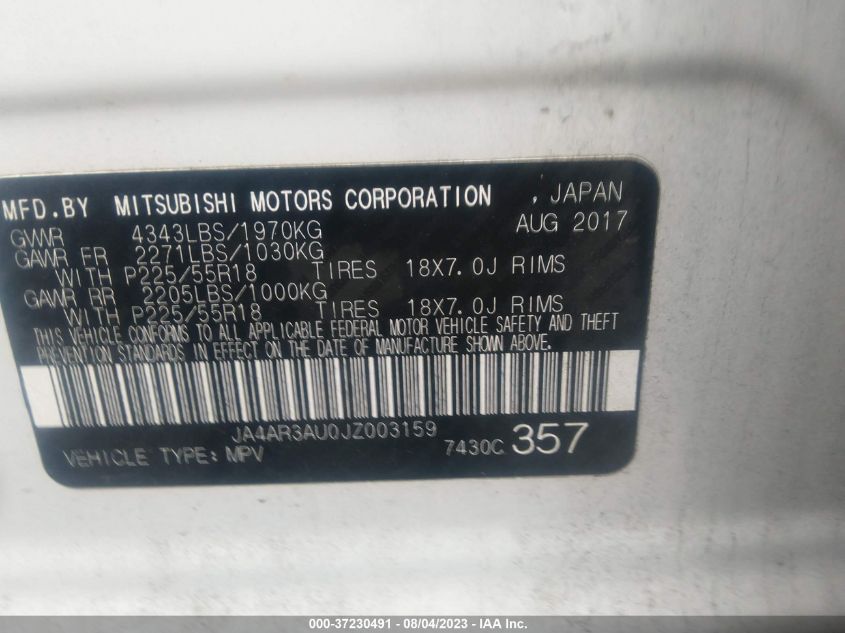 MFD.BY MITSUBISHI MOTORS CORPORATION , JAPAN
GVWR 4343LBS/1970KG AUG 2017
GAWR FR 2271LBS/1030KG
WITH P225/55R18 TIRES 18X7.0J RIMS
GAWR RR 2205LBS/1000KG
WITH P225/55R18 TIRES 18X7.0J RIMS
THIS VEHICLE CONFORMS TO ALL APPLICABLE FEDERAL MOTOR VEHICLE SAFETY AND THEFT
PREVENTION STANDARDS IN EFFECT ON THE DATE OF MANUFACTURE SHOWN ABOVE.
JA4AR3AU0JZ003159
VEHICLE TYPE: MPV 7430C 357
000-37230491 - 08/04/2023 - IAA Inc.